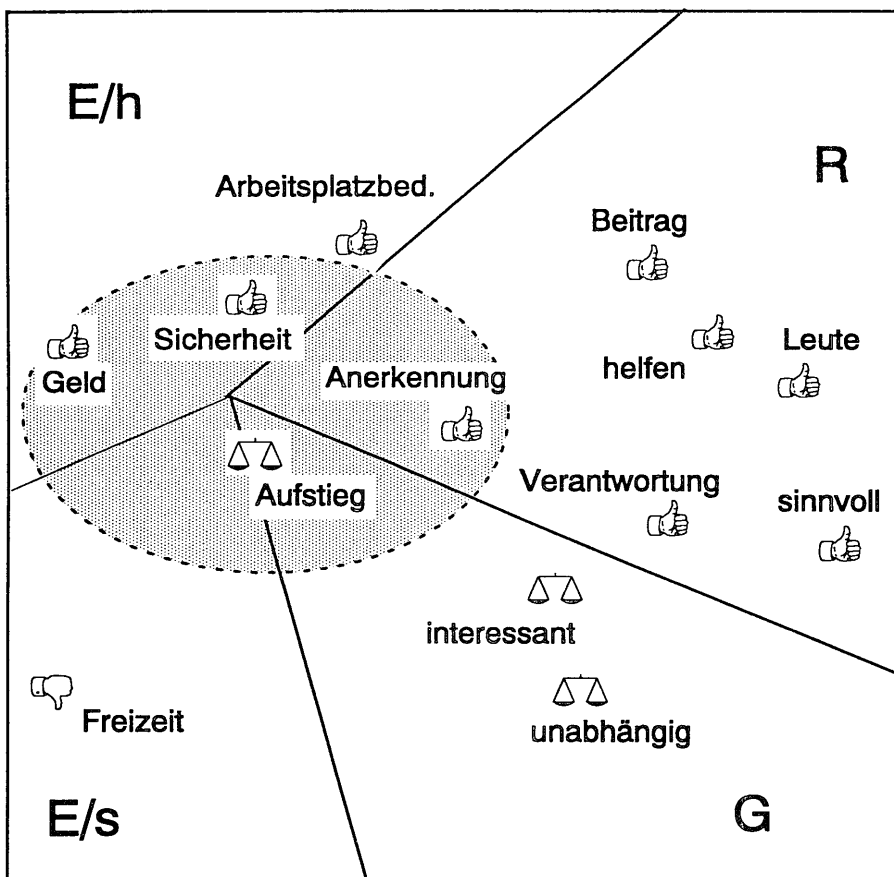 E/h
R
Arbeitsplatzbed.
Beitrag
Sicherheit
Leute
helfen
Geld
Anerkennung
Verantwortung
Aufstieg
sinnvoll
interessant
Freizeit
unabhängig
E/s
G